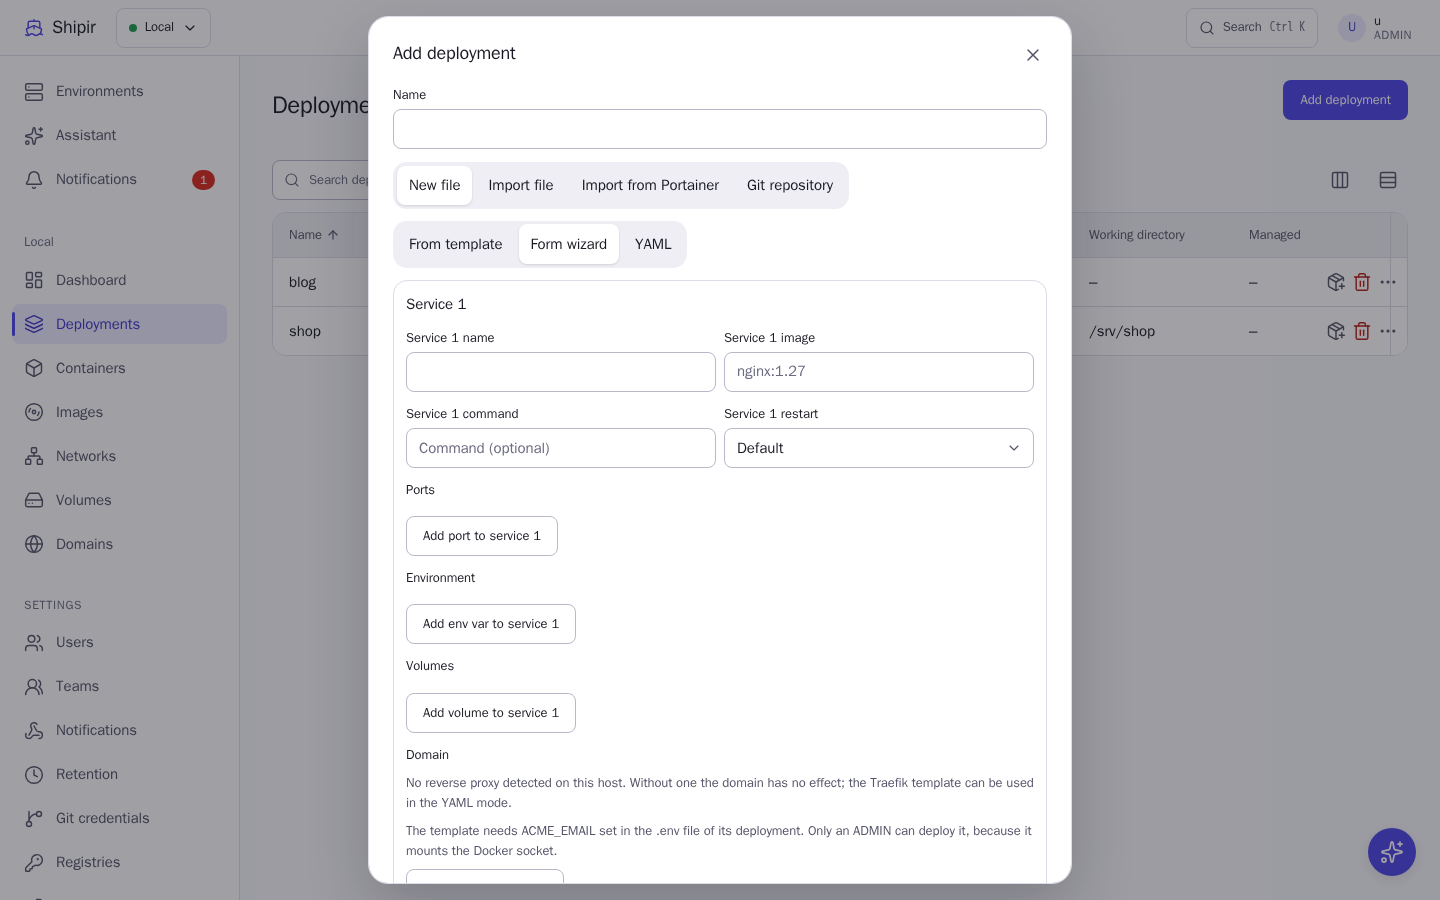 Shipir
Local
Search Ctrl K
U
u
ADMIN
Environments
Assistant
Notifications
1
Local
Dashboard
Deployments
Containers
Images
Networks
Volumes
Domains
SETTINGS
Users
Teams
Notifications
Retention
Git credentials
Registries
Deployme
Add deployment
Search dep
Name
Working directory
Managed
blog
–
–
shop
/srv/shop
–
Add deployment
Name
New file
Import file
Import from Portainer
Git repository
From template
Form wizard
YAML
Service 1
Service 1 name
Service 1 image
nginx:1.27
Service 1 command
Service 1 restart
Command (optional)
Default
Ports
Add port to service 1
Environment
Add env var to service 1
Volumes
Add volume to service 1
Domain
No reverse proxy detected on this host. Without one the domain has no effect; the Traefik template can be used
in the YAML mode.
The template needs ACME_EMAIL set in the .env file of its deployment. Only an ADMIN can deploy it, because it
mounts the Docker socket.